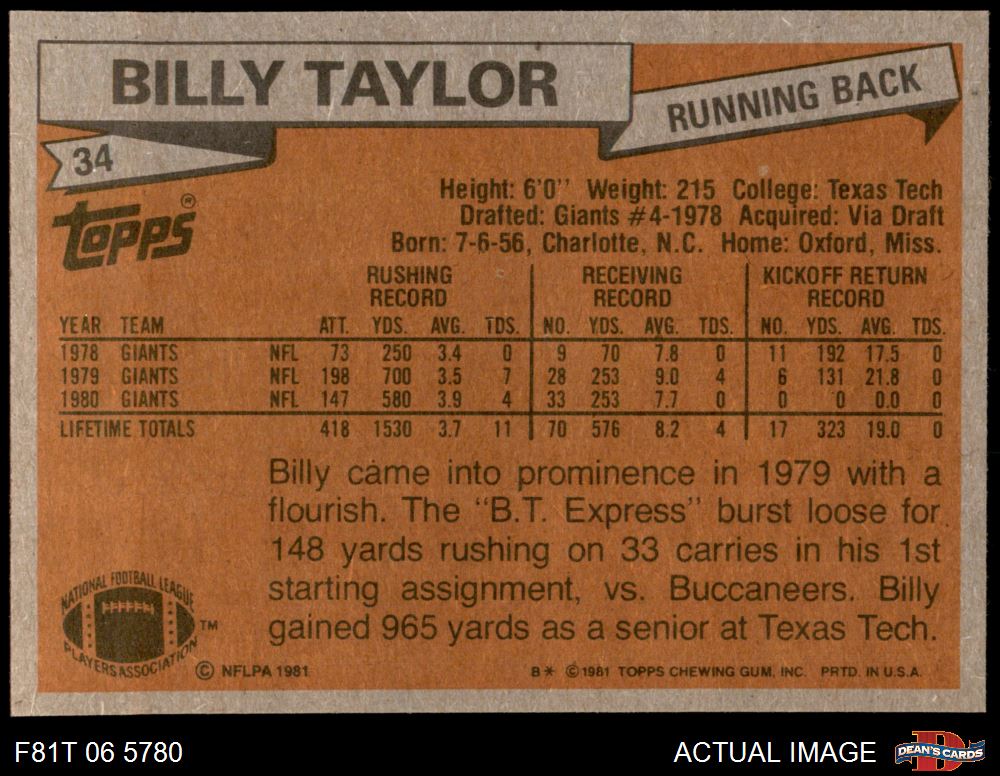 BILLY TAYLOR
RUNNING BACK
34
TOPPS®
Height: 6'0" Weight: 215 College: Texas Tech
Drafted: Giants #4-1978 Acquired: Via Draft
Born: 7-6-56, Charlotte, N.C. Home: Oxford, Miss.
RUSHING RECORD RECEIVING RECORD KICKOFF RETURN RECORD
YEAR TEAM ATT. YDS. AVG. TDS. NO. YDS. AVG. TDS. NO. YDS. AVG. TDS.
1978 GIANTS NFL 73 250 3.4 0 9 70 7.8 0 11 192 17.5 0
1979 GIANTS NFL 198 700 3.5 7 28 253 9.0 4 6 131 21.8 0
1980 GIANTS NFL 147 580 3.9 4 33 253 7.7 0 0 0 0.0 0
LIFETIME TOTALS 418 1530 3.7 11 70 576 8.2 4 17 323 19.0 0
Billy came into prominence in 1979 with a
flourish. The "B.T. Express" burst loose for
148 yards rushing on 33 carries in his 1st
starting assignment, vs. Buccaneers. Billy
gained 965 yards as a senior at Texas Tech.
NATIONAL FOOTBALL LEAGUE
PLAYERS ASSOCIATION
TM
© NFLPA 1981
B* © 1981 TOPPS CHEWING GUM, INC. PRTD. IN U.S.A.
F81T 06 5780
ACTUAL IMAGE
DEAN'S CARDS